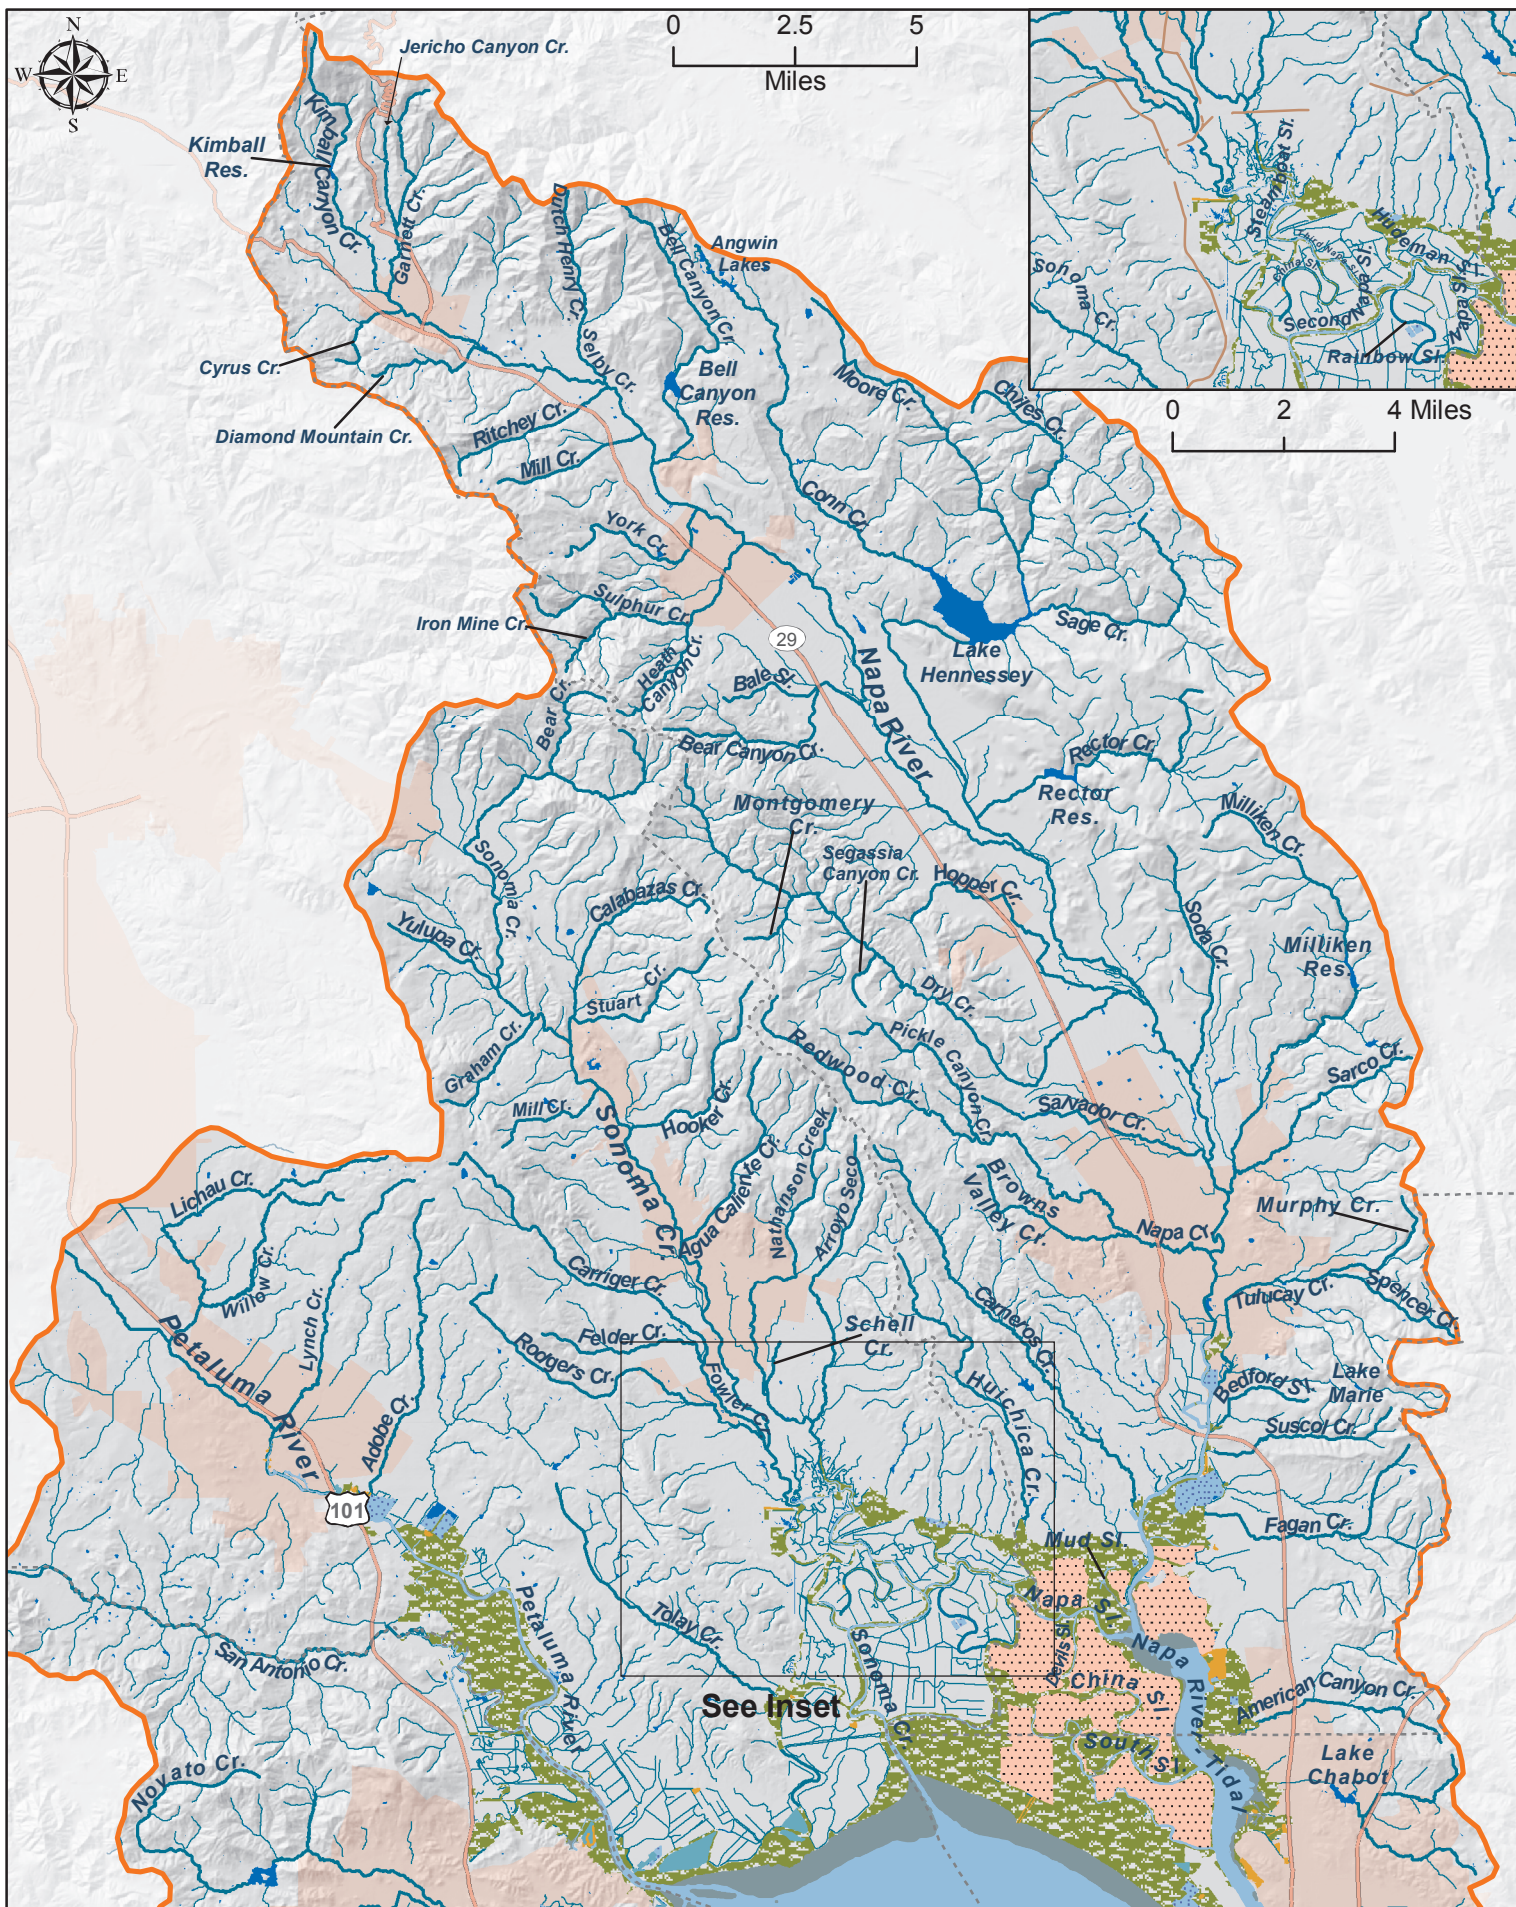 N
W
E
S
0 2.5 5
Miles
Jericho Canyon Cr.
Kimball
Res.
Kimball Canyon Cr.
Garnett Cr.
Dutch Henry Cr.
Bell Canyon Cr.
Angwin
Lakes
Cyrus Cr.
Diamond Mountain Cr.
Selby Cr.
Bell
Canyon
Res.
Ritchey Cr.
Mill Cr.
Moore Cr.
Chiles Cr.
Steamboat Sl.
Hudeman Sl.
Third Napa Sl.
China Sl.
Second Napa Sl.
Napa Sl.
Rainbow Sl.
Sonoma Cr.
0 2 4 Miles
Conn Cr.
York Cr.
Sulphur Cr.
Iron Mine Cr.
Heath
Canyon Cr.
Bear Cr.
Bale Sl.
Bear Canyon Cr.
29
Napa River
Lake
Hennessey
Sage Cr.
Rector Cr.
Rector
Res.
Milliken Cr.
Montgomery
Cr.
Segassia
Canyon Cr.
Hopper Cr.
Sonoma Cr.
Calabazas Cr.
Yulupa Cr.
Stuart Cr.
Soda Cr.
Milliken
Res.
Dry Cr.
Pickle Canyon Cr.
Redwood Cr.
Graham Cr.
Mill Cr.
Sonoma Cr.
Hooker Cr.
Salvador Cr.
Sarco Cr.
Agua Caliente Cr.
Nathanson Creek
Arroyo Seco
Browns
Valley Cr.
Napa Cr.
Murphy Cr.
Lichau Cr.
Willow Cr.
Lynch Cr.
Carriger Cr.
Tulucay Cr.
Spencer Cr.
Carneros Cr.
Petaluma River
Felder Cr.
Rodgers Cr.
Fowler Cr.
Schell
Cr.
Huichica Cr.
Bedford Sl.
Lake
Marie
Suscol Cr.
Adobe Cr.
101
Fagan Cr.
Mud Sl.
Napa Sl.
Devils Sl.
Petaluma River
Tolay Cr.
Sonoma Cr.
China Sl
South Sl.
Napa River - Tidal
San Antonio Cr.
See Inset
American Canyon Cr.
Lake
Chabot
Novato Cr.